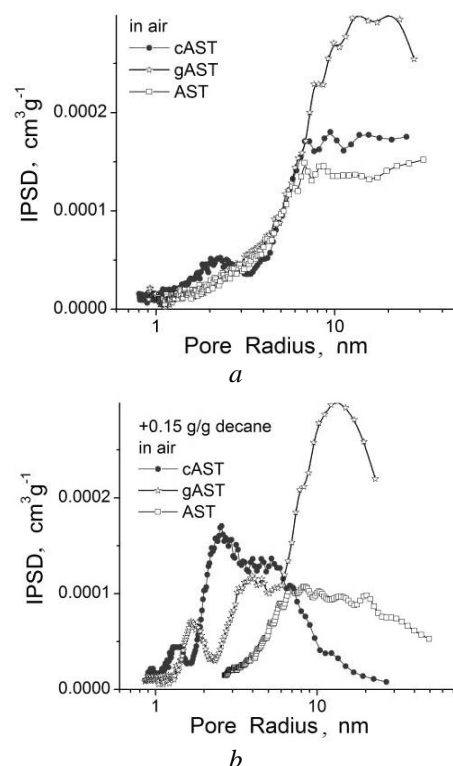 in air
cAST
gAST
AST
0.0002
0.0001
0.0000
IPSD, cm³g⁻¹
1
10
Pore Radius, nm
a
+0.15 g/g decane
in air
cAST
gAST
AST
0.0002
0.0001
0.0000
IPSD, cm³g⁻¹
1
10
Pore Radius, nm
b